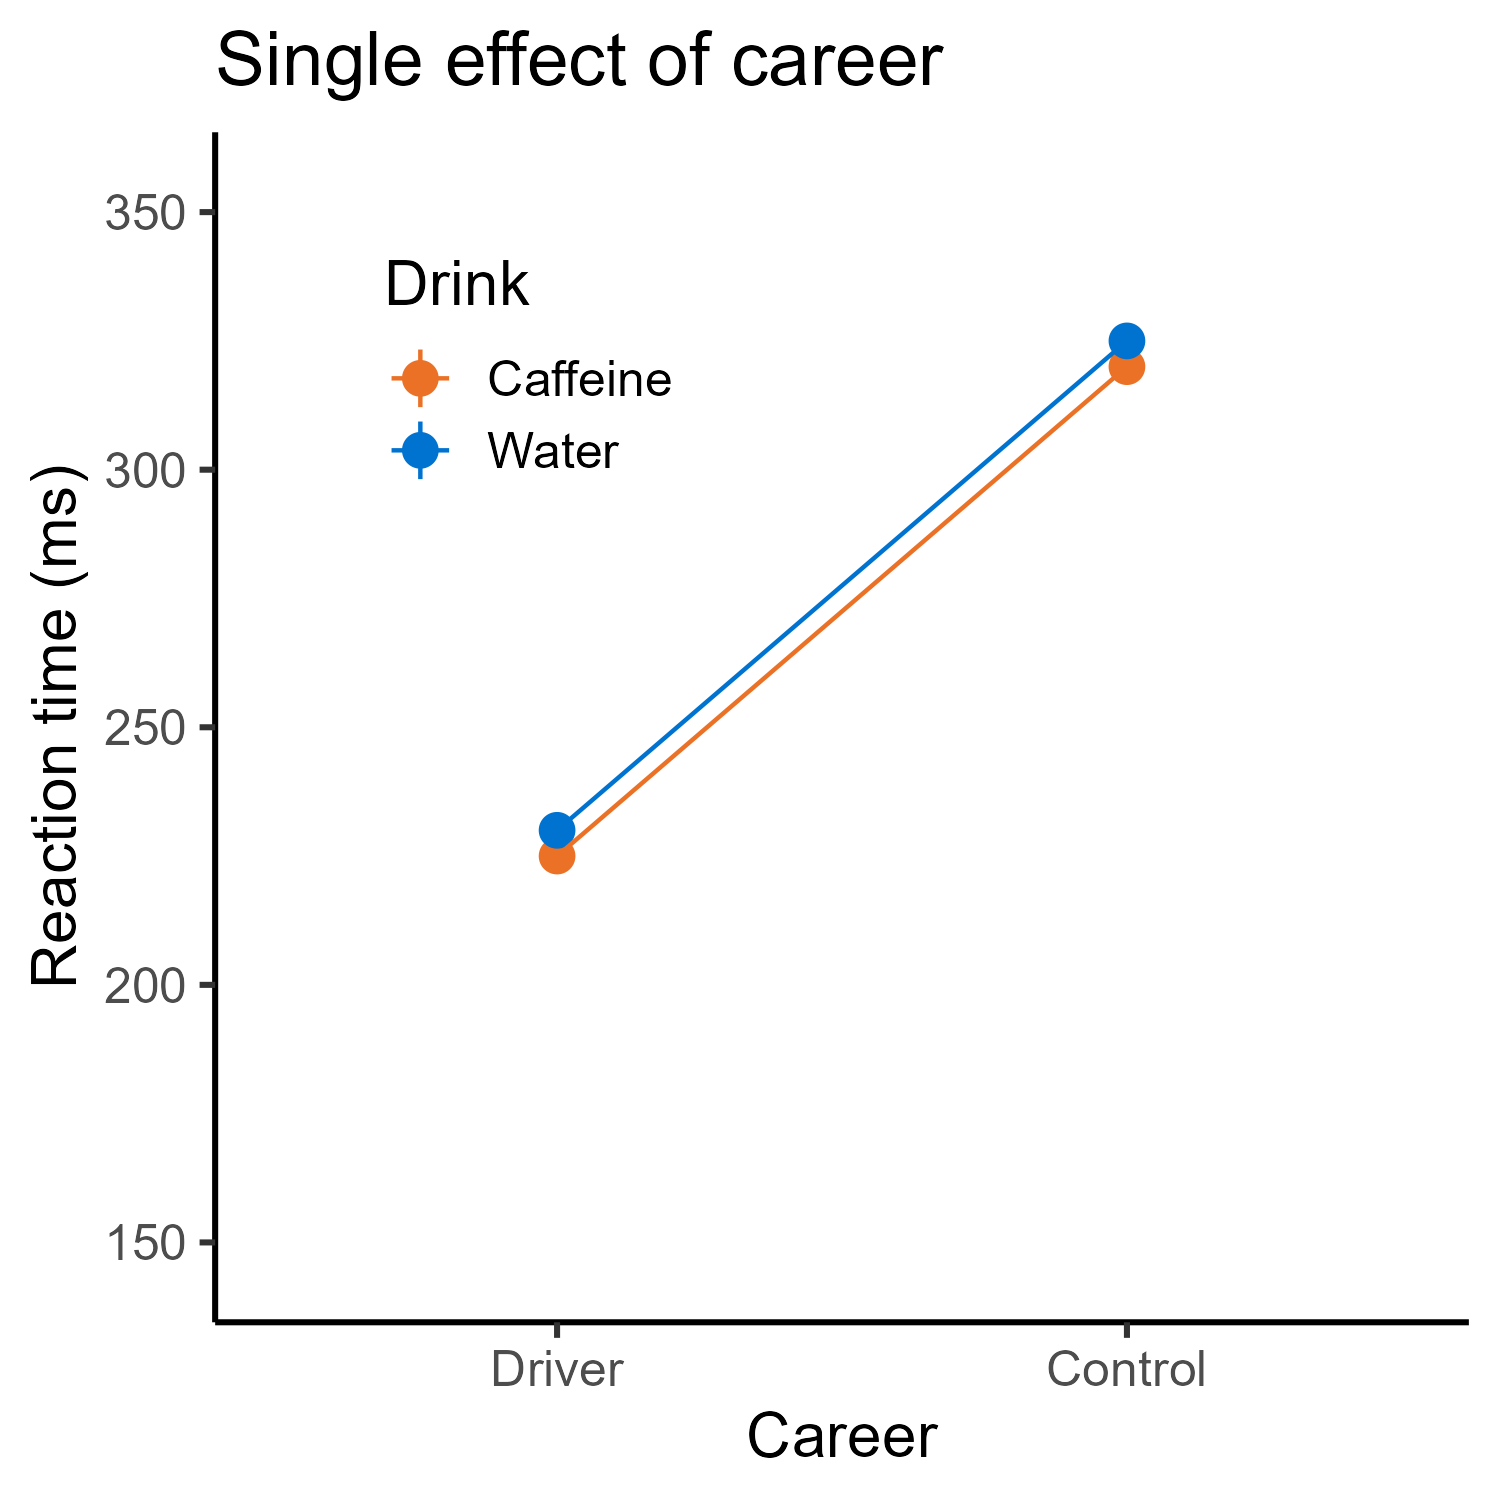 Single effect of career
350
300
250
200
150
Reaction time (ms)
Drink
Caffeine
Water
Driver
Control
Career